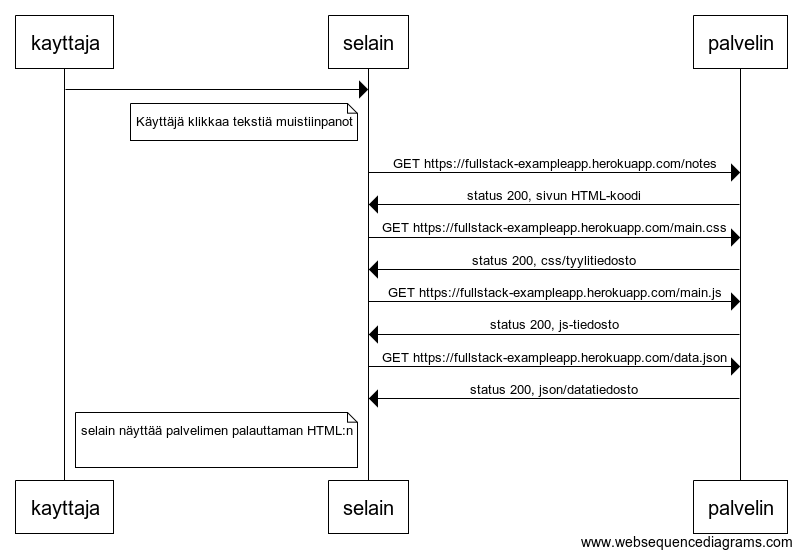 kayttaja
selain
palvelin
Käyttäjä klikkaa tekstiä muistiinpanot
GET https://fullstack-exampleapp.herokuapp.com/notes
status 200, sivun HTML-koodi
GET https://fullstack-exampleapp.herokuapp.com/main.css
status 200, css/tyylitiedosto
GET https://fullstack-exampleapp.herokuapp.com/main.js
status 200, js-tiedosto
GET https://fullstack-exampleapp.herokuapp.com/data.json
status 200, json/datatiedosto
selain näyttää palvelimen palauttaman HTML:n
kayttaja
selain
palvelin
www.websequencediagrams.com